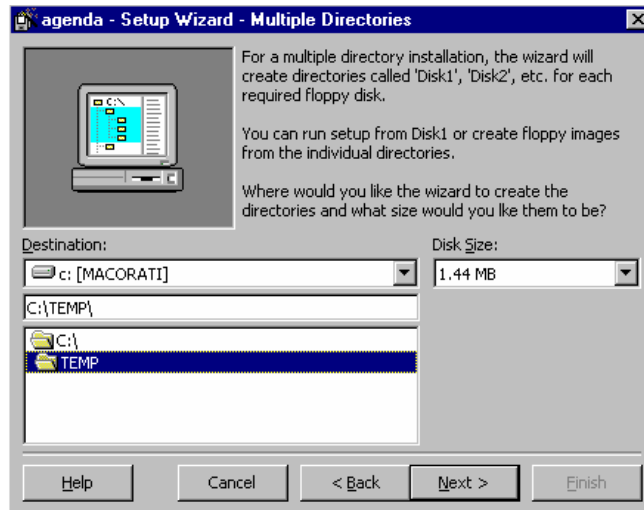 agenda - Setup Wizard - Multiple Directories
For a multiple directory installation, the wizard will
create directories called 'Disk1', 'Disk2', etc. for each
required floppy disk.
You can run setup from Disk1 or create floppy images
from the individual directories.
Where would you like the wizard to create the
directories and what size would you lke them to be?
Destination:
Disk Size:
c: [MACORATI]
1.44 MB
C:\TEMP\
C:\
TEMP
Help
Cancel
< Back
Next >
Finish